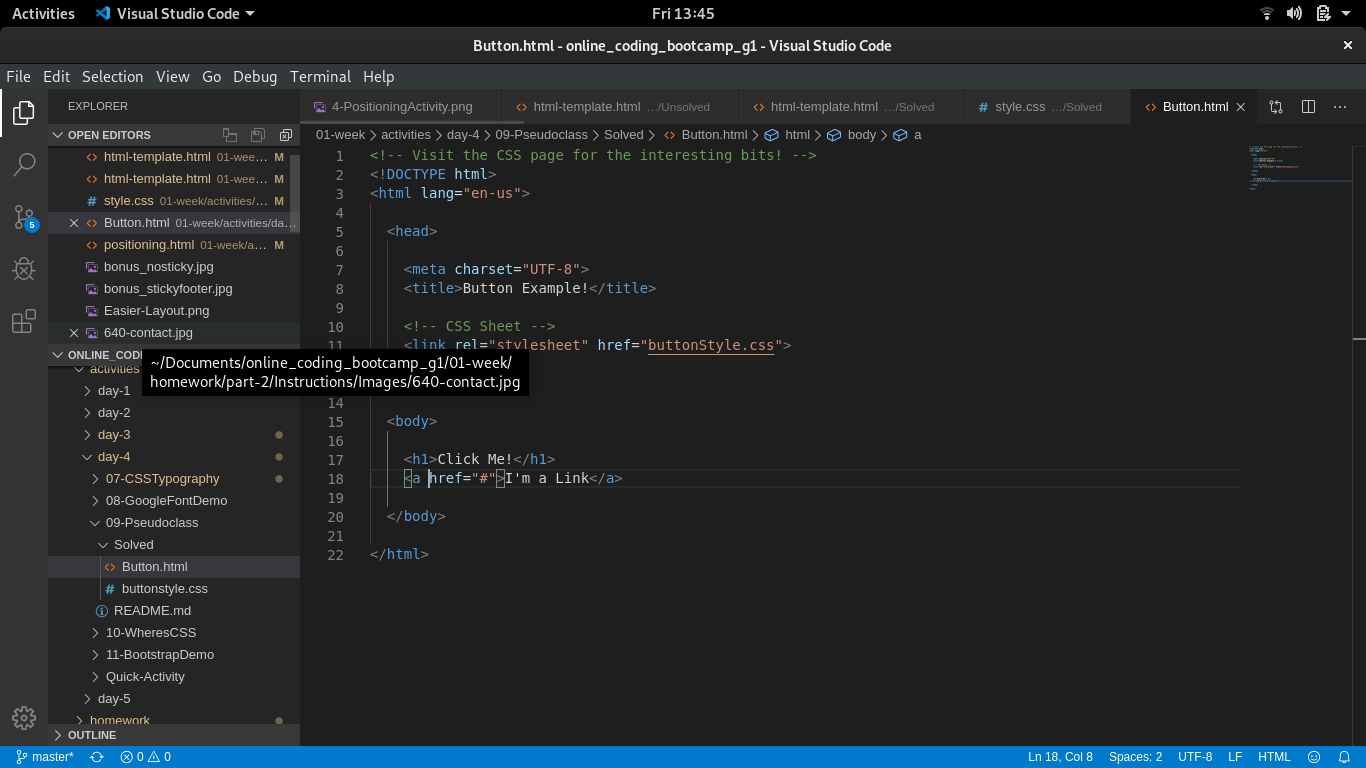 Activities Visual Studio Code Fri 13:45
Button.html - online_coding_bootcamp_g1 - Visual Studio Code ×
File Edit Selection View Go Debug Terminal Help
EXPLORER
OPEN EDITORS
html-template.html 01-wee... M
html-template.html 01-wee... M
style.css 01-week/activities/... M
Button.html 01-week/activities/da...
positioning.html 01-week/a... M
bonus_nosticky.jpg
bonus_stickyfooter.jpg
Easier-Layout.png
640-contact.jpg
ONLINE_CODI
~/Documents/online_coding_bootcamp_g1/01-week/
homework/part-2/Instructions/Images/640-contact.jpg
activities
day-1
day-2
day-3
day-4
07-CSSTypography
08-GoogleFontDemo
09-Pseudoclass
Solved
Button.html
buttonstyle.css
README.md
10-WheresCSS
11-BootstrapDemo
Quick-Activity
day-5
homework
OUTLINE
5
4-PositioningActivity.png html-template.html .../Unsolved html-template.html .../Solved style.css .../Solved Button.html
01-week > activities > day-4 > 09-Pseudoclass > Solved > Button.html > html > body > a
1 <!-- Visit the CSS page for the interesting bits! -->
2 <!DOCTYPE html>
3 <html lang="en-us">
4
5 <head>
6
7 <meta charset="UTF-8">
8 <title>Button Example!</title>
9
10 <!-- CSS Sheet -->
11 <link rel="stylesheet" href="buttonStyle.css">
14
15 <body>
16
17 <h1>Click Me!</h1>
18 <a href="#">I'm a Link</a>
19
20 </body>
21
22 </html>
master* 0 0 Ln 18, Col 8 Spaces: 2 UTF-8 LF HTML